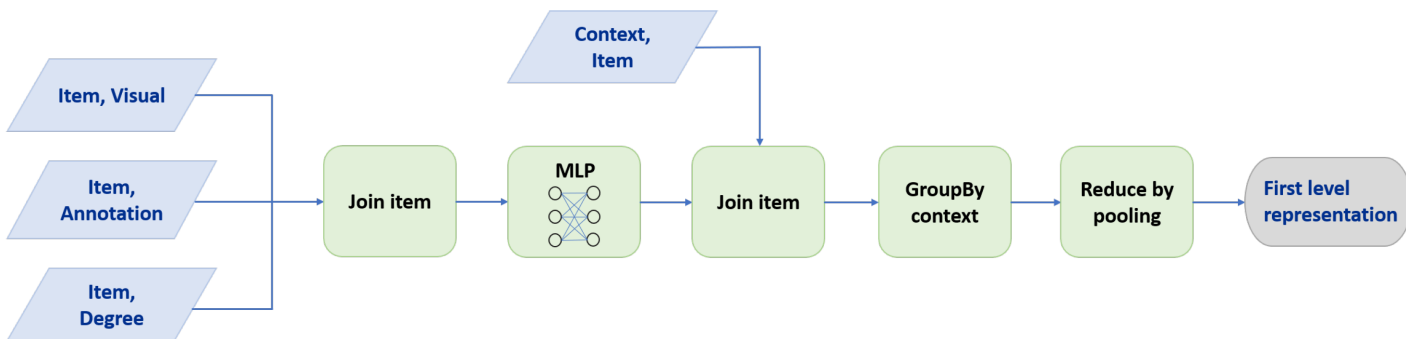 Context,
Item
Item, Visual
Item,
Annotation
Item,
Degree
Join item
MLP
Join item
GroupBy
context
Reduce by
pooling
First level
representation